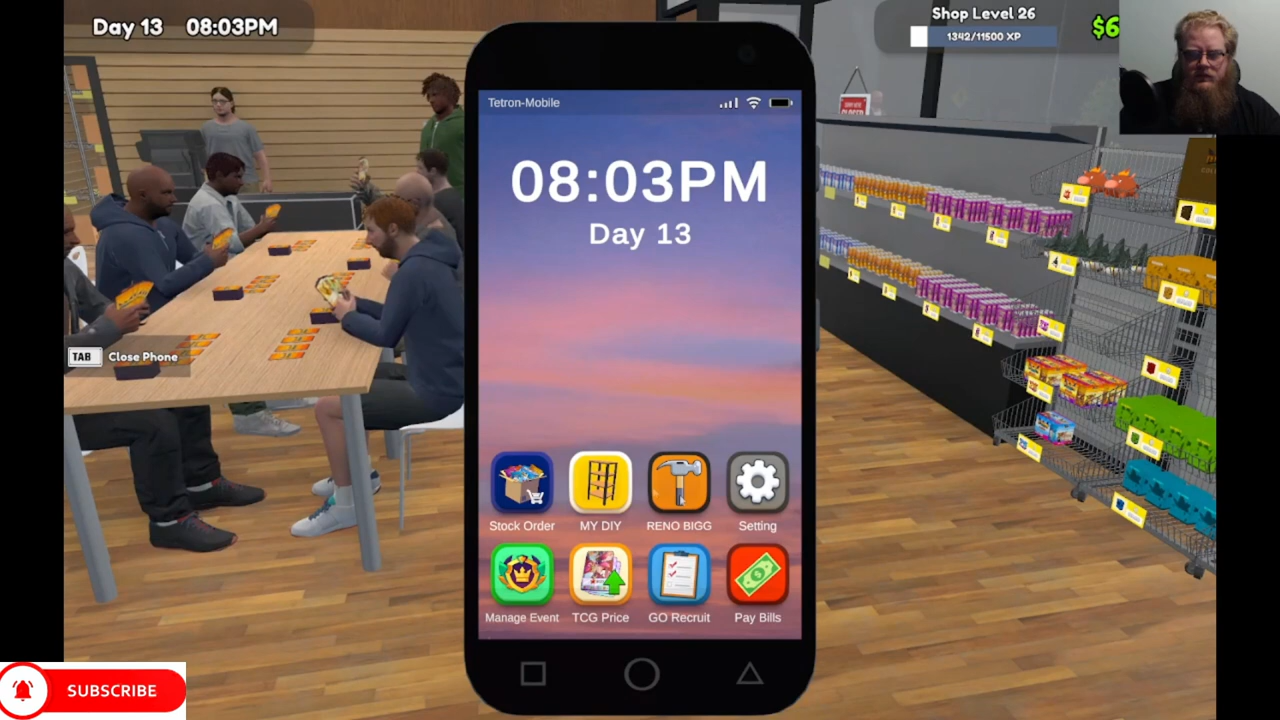 Day 13 08:03PM
Shop Level 26
1342/11500 XP
$6
Tetron-Mobile
08:03PM
Day 13
TAB Close Phone
Stock Order MY DIY RENO BIGG Setting
Manage Event TCG Price GO Recruit Pay Bills
SUBSCRIBE